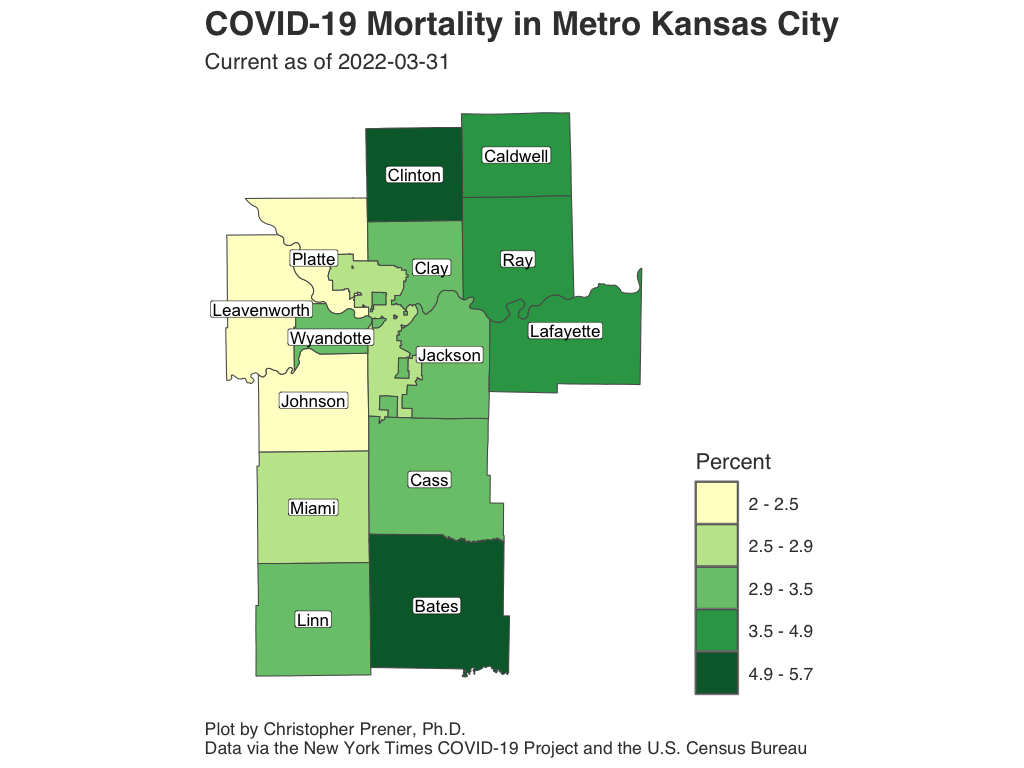 COVID-19 Mortality in Metro Kansas City
Current as of 2022-03-31
Caldwell
Clinton
Platte
Clay
Ray
Leavenworth
Wyandotte
Lafayette
Jackson
Johnson
Cass
Miami
Bates
Linn
Percent
2 - 2.5
2.5 - 2.9
2.9 - 3.5
3.5 - 4.9
4.9 - 5.7
Plot by Christopher Prener, Ph.D.
Data via the New York Times COVID-19 Project and the U.S. Census Bureau